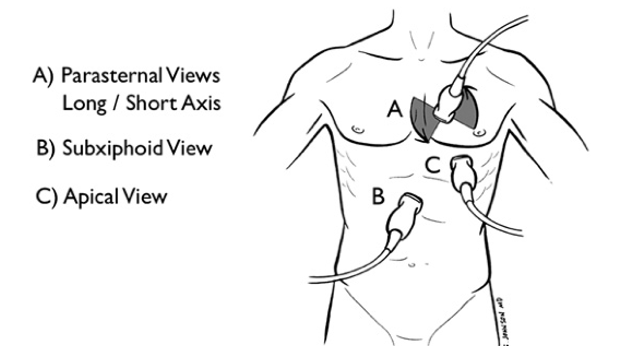 A) Parasternal Views
Long / Short Axis
B) Subxiphoid View
C) Apical View
A
C
B